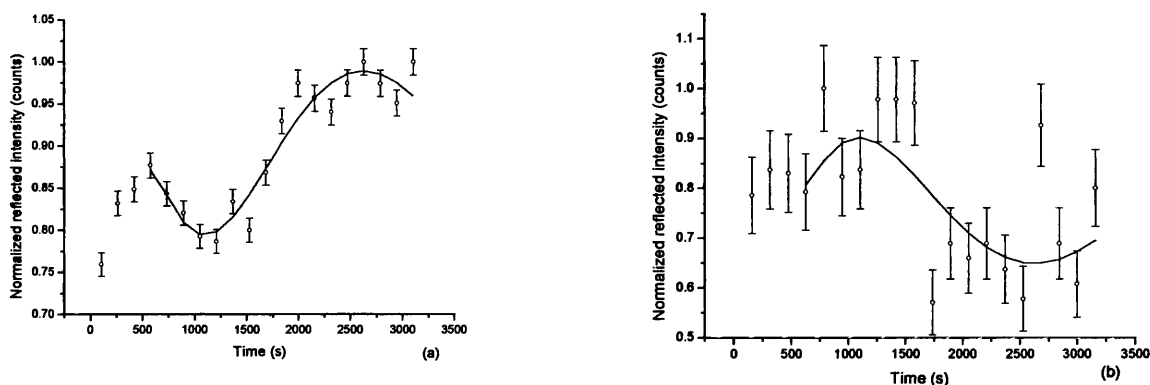 Normalized reflected intensity (counts)
1.05
1.00
0.95
0.90
0.85
0.80
0.75
0.70
0 500 1000 1500 2000 2500 3000 3500
Time (s)
(a)
Normalized reflected intensity (counts)
1.1
1.0
0.9
0.8
0.7
0.6
0.5
0 500 1000 1500 2000 2500 3000 3500
Time (s)
(b)